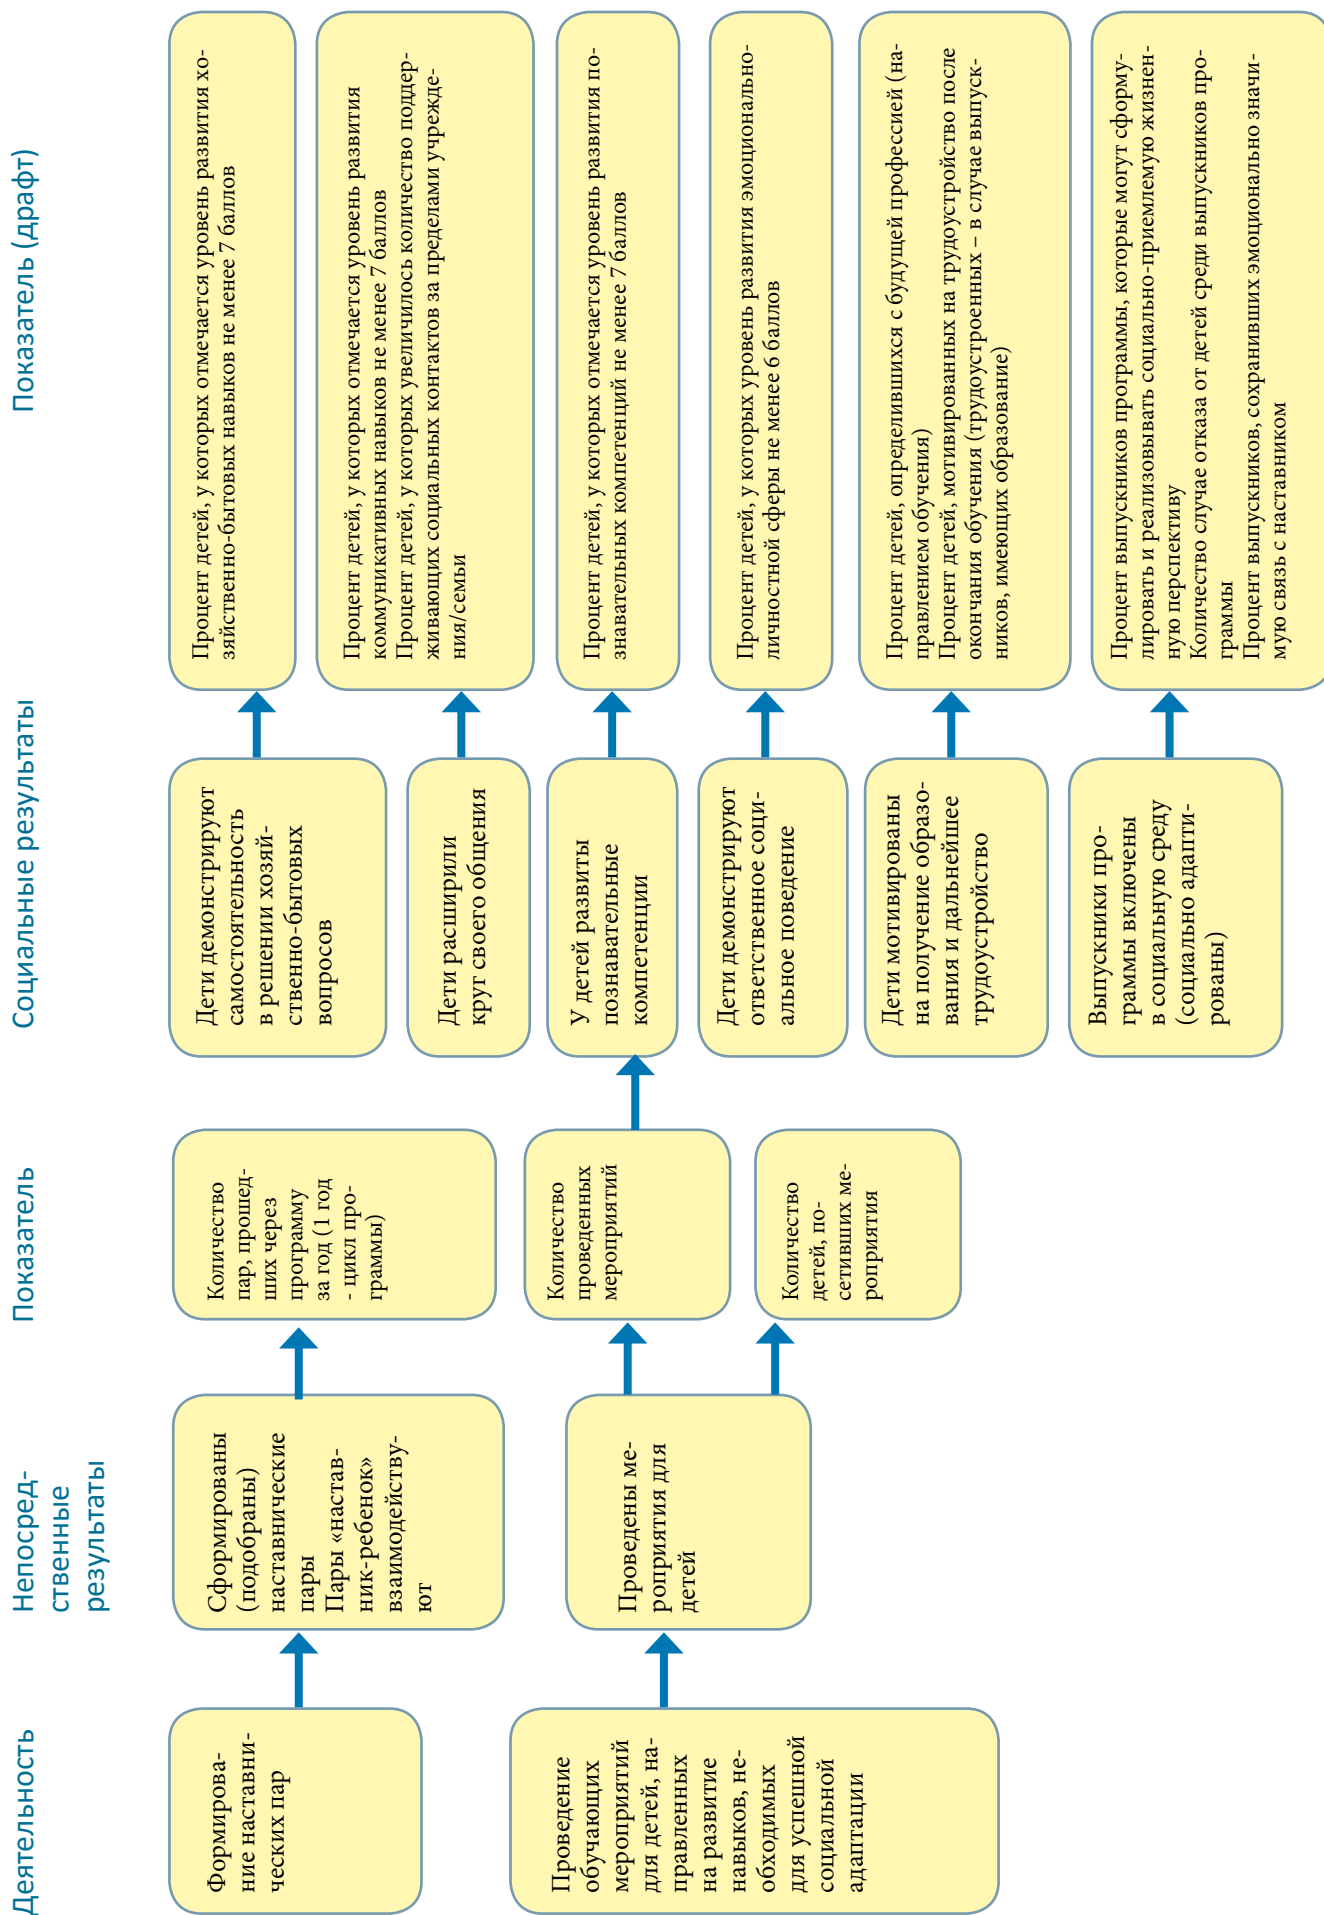 Деятельность
Непосред-
ственные
результаты
Показатель
Социальные результаты
Показатель (драфт)
Формирова-
ние наставни-
ческих пар
Проведение
обучающих
мероприятий
для детей, на-
правленных
на развитие
навыков, не-
обходимых
для успешной
социальной
адаптации
Сформированы
(подобраны)
наставнические
пары
Пары «настав-
ник-ребенок»
взаимодейству-
ют
Проведены ме-
роприятия для
детей
Количество
пар, прошед-
ших через
программу
за год (1 год
- цикл про-
граммы)
Количество
проведенных
мероприятий
Количество
детей, по-
сетивших ме-
роприятия
Дети демонстрируют
самостоятельность
в решении хозяй-
ственно-бытовых
вопросов
Дети расширили
круг своего общения
У детей развиты
познавательные
компетенции
Дети демонстрируют
ответственное соци-
альное поведение
Дети мотивированы
на получение образо-
вания и дальнейшее
трудоустройство
Выпускники про-
граммы включены
в социальную среду
(социально адапти-
рованы)
Процент детей, у которых отмечается уровень развития хо-
зяйственно-бытовых навыков не менее 7 баллов
Процент детей, у которых отмечается уровень развития
коммуникативных навыков не менее 7 баллов
Процент детей, у которых увеличилось количество поддер-
живающих социальных контактов за пределами учрежде-
ния/семьи
Процент детей, у которых отмечается уровень развития по-
знавательных компетенций не менее 7 баллов
Процент детей, у которых уровень развития эмоционально-
личностной сферы не менее 6 баллов
Процент детей, определившихся с будущей профессией (на-
правлением обучения)
Процент детей, мотивированных на трудоустройство после
окончания обучения (трудоустроенных – в случае выпуск-
ников, имеющих образование)
Процент выпускников программы, которые могут сформу-
лировать и реализовывать социально-приемлемую жизнен-
ную перспективу
Количество случае отказа от детей среди выпускников про-
граммы
Процент выпускников, сохранивших эмоционально значи-
мую связь с наставником